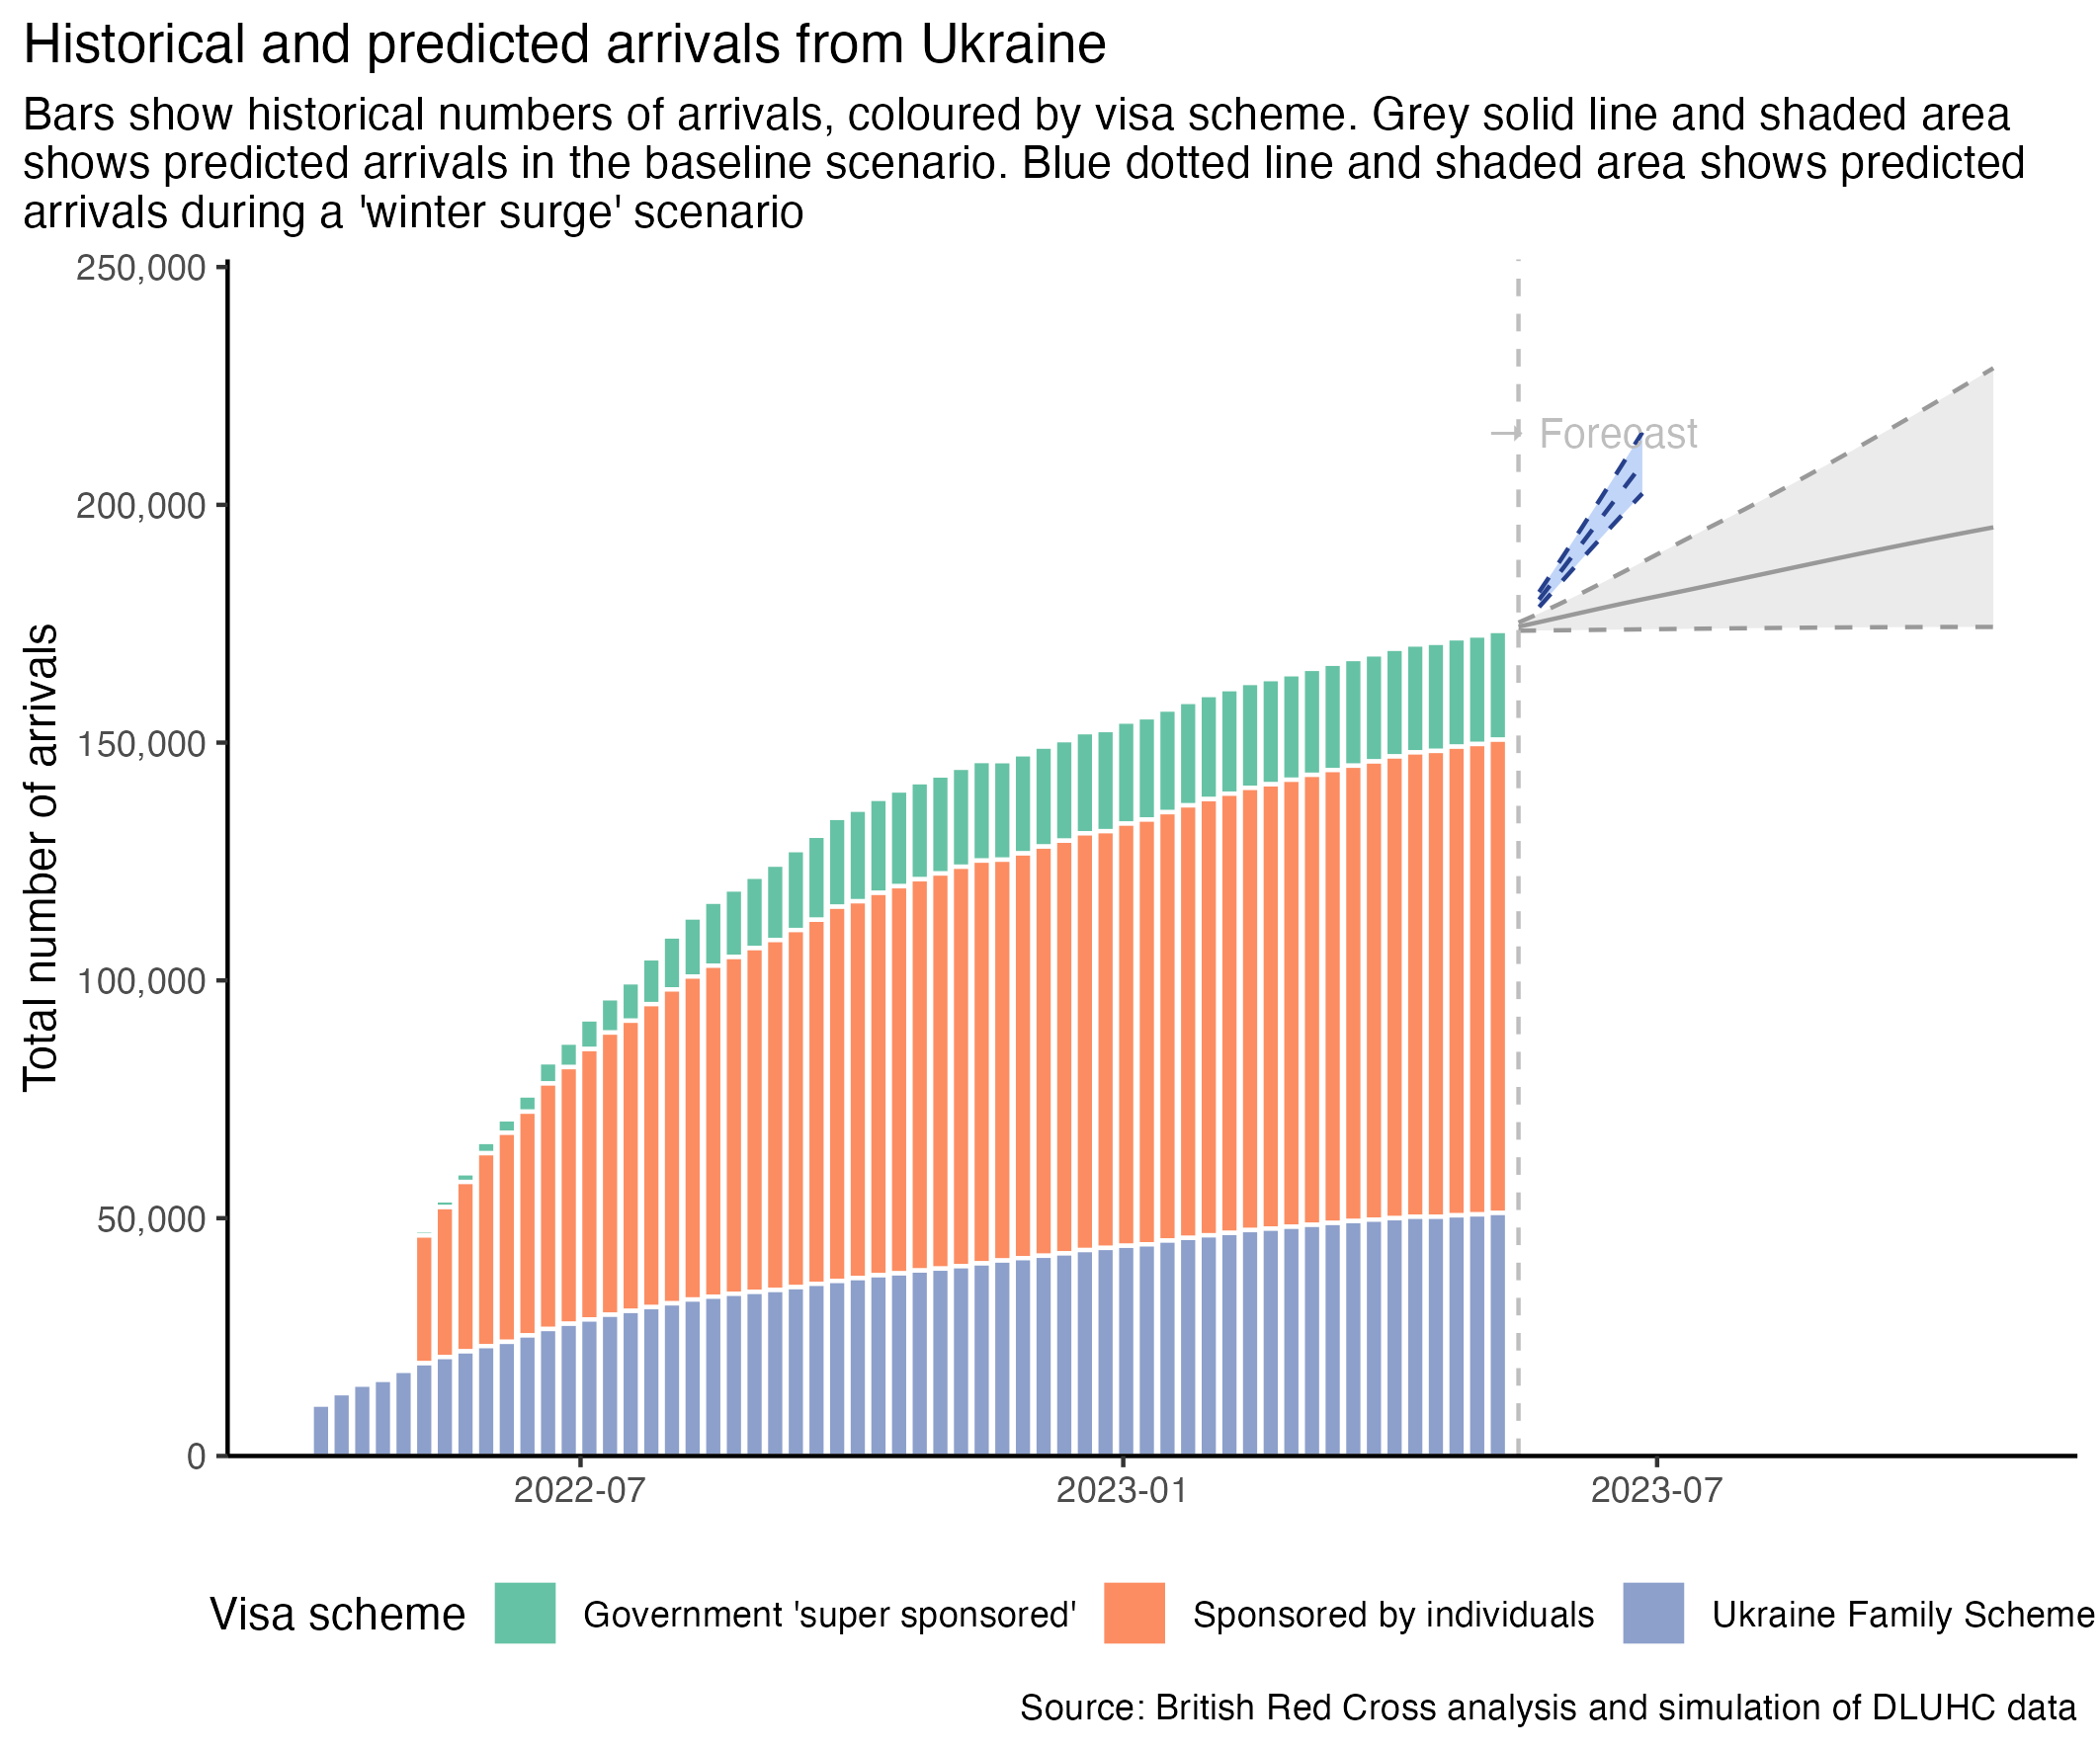 Historical and predicted arrivals from Ukraine
Bars show historical numbers of arrivals, coloured by visa scheme. Grey solid line and shaded area
shows predicted arrivals in the baseline scenario. Blue dotted line and shaded area shows predicted
arrivals during a 'winter surge' scenario
250,000
200,000
150,000
100,000
50,000
0
Total number of arrivals
Forecast
2022-07
2023-01
2023-07
Visa scheme
Government 'super sponsored'
Sponsored by individuals
Ukraine Family Scheme
Source: British Red Cross analysis and simulation of DLUHC data